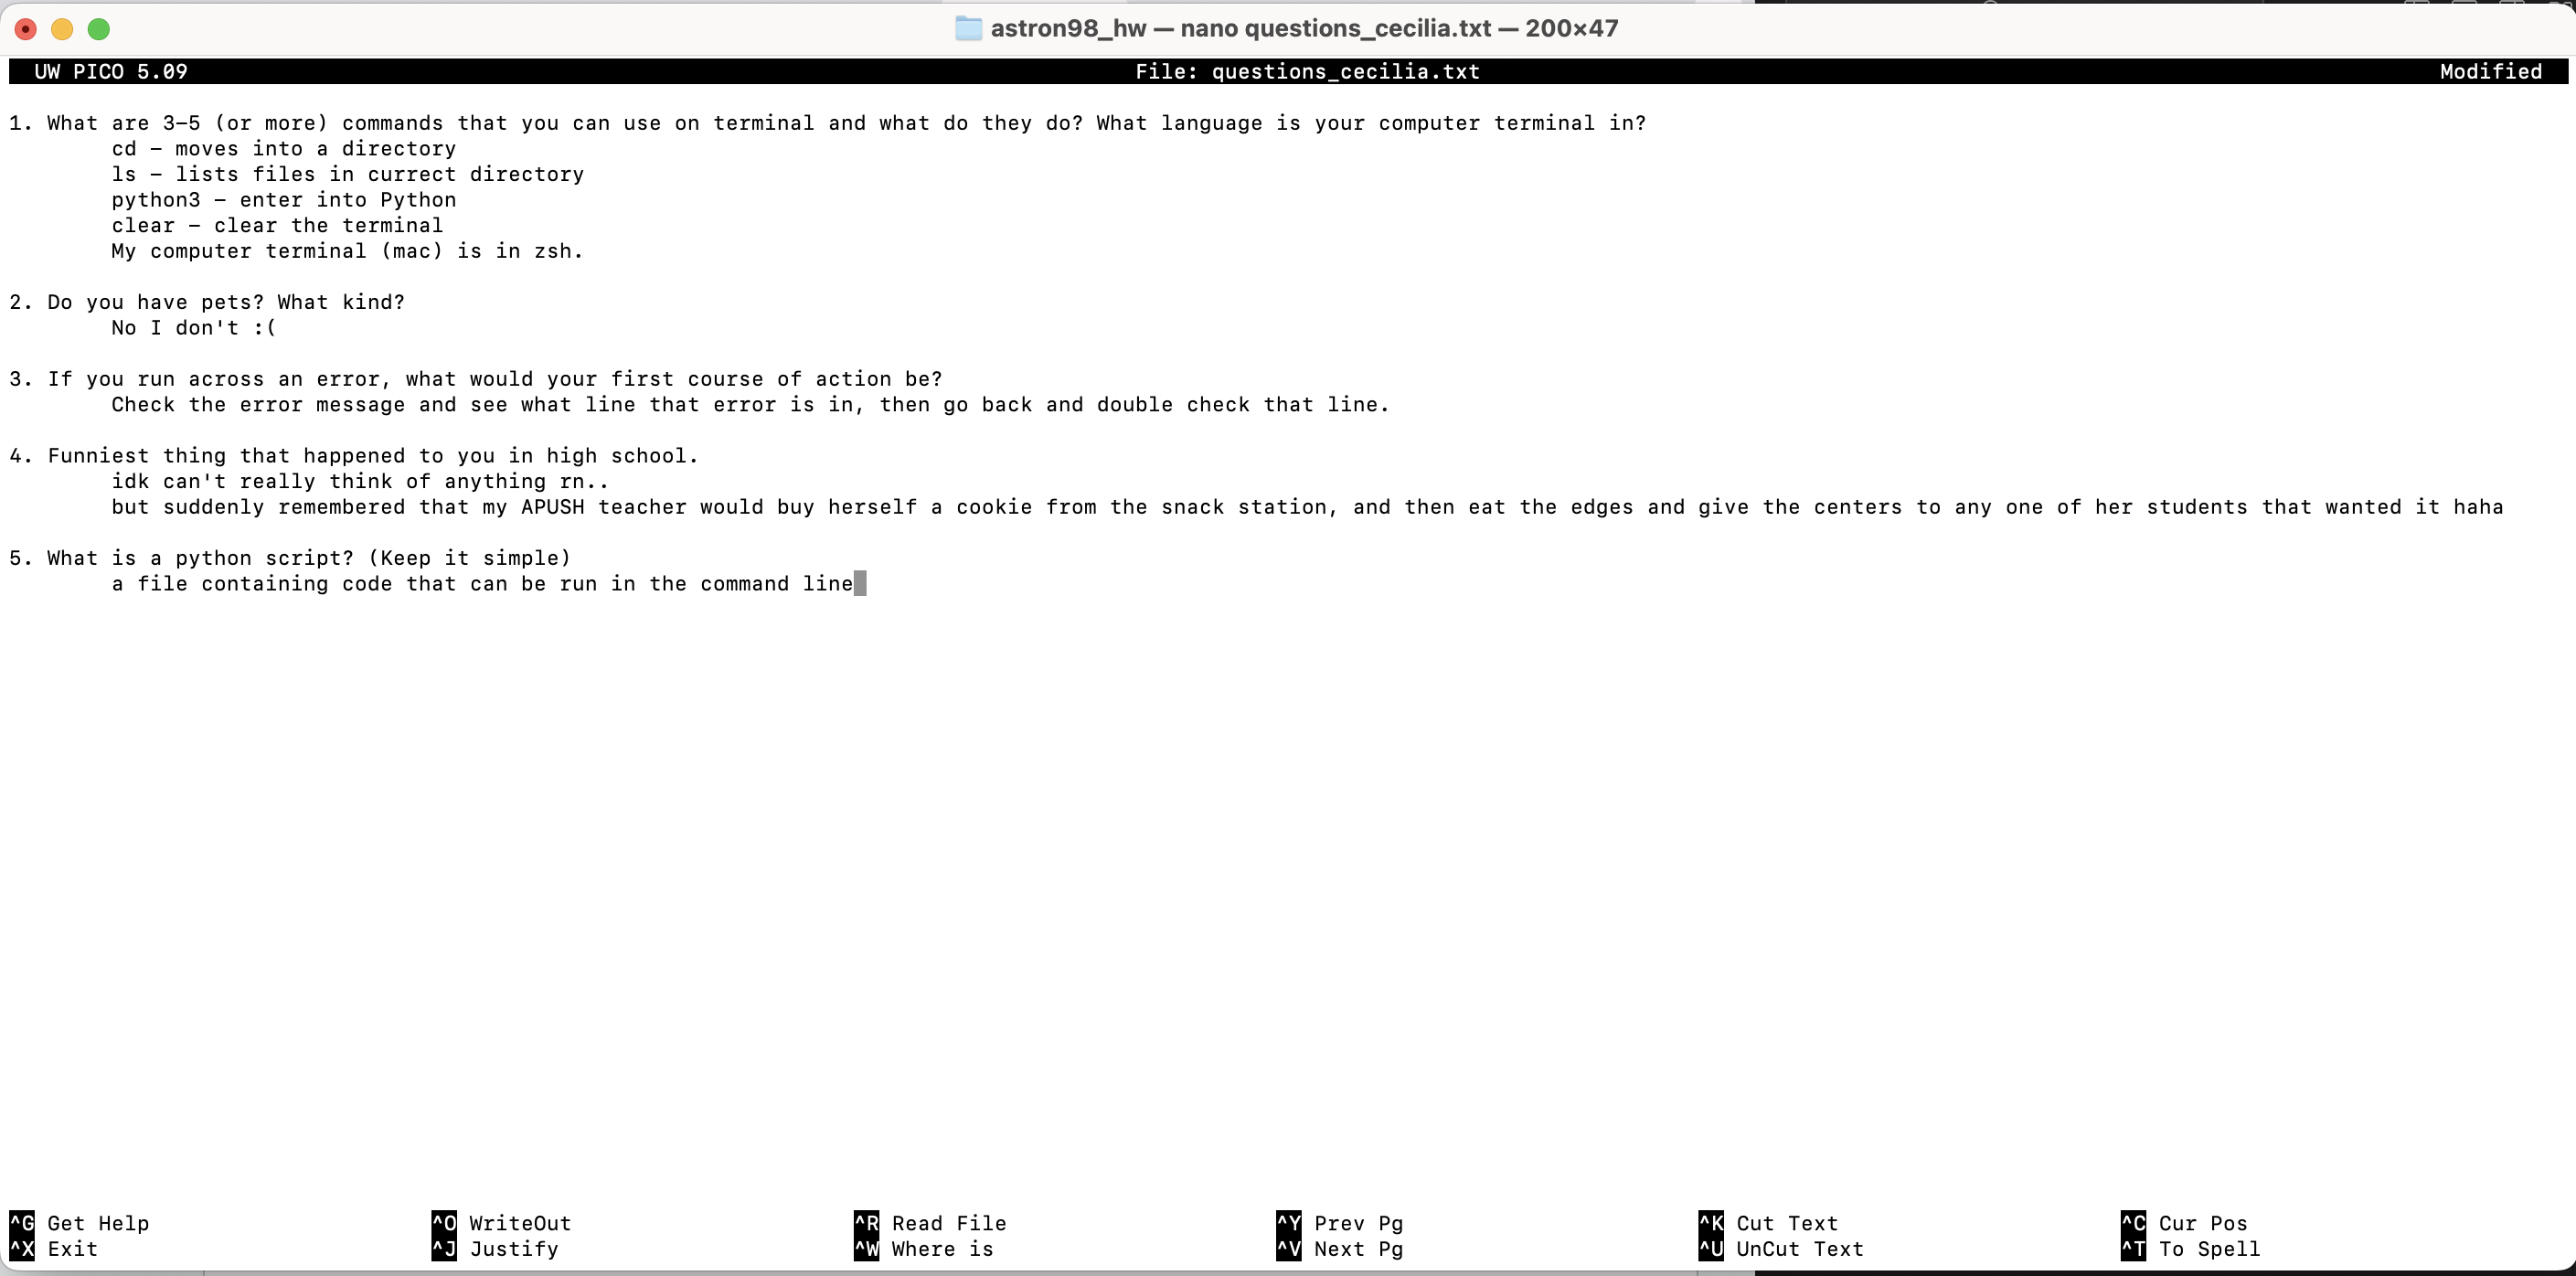 astron98_hw — nano questions_cecilia.txt — 200×47
UW PICO 5.09 File: questions_cecilia.txt Modified
1. What are 3-5 (or more) commands that you can use on terminal and what do they do? What language is your computer terminal in?
cd - moves into a directory
ls - lists files in currect directory
python3 - enter into Python
clear - clear the terminal
My computer terminal (mac) is in zsh.
2. Do you have pets? What kind?
No I don't :(
3. If you run across an error, what would your first course of action be?
Check the error message and see what line that error is in, then go back and double check that line.
4. Funniest thing that happened to you in high school.
idk can't really think of anything rn..
but suddenly remembered that my APUSH teacher would buy herself a cookie from the snack station, and then eat the edges and give the centers to any one of her students that wanted it haha
5. What is a python script? (Keep it simple)
a file containing code that can be run in the command line
^G Get Help ^O WriteOut ^R Read File ^Y Prev Pg ^K Cut Text ^C Cur Pos
^X Exit ^J Justify ^W Where is ^V Next Pg ^U UnCut Text ^T To Spell